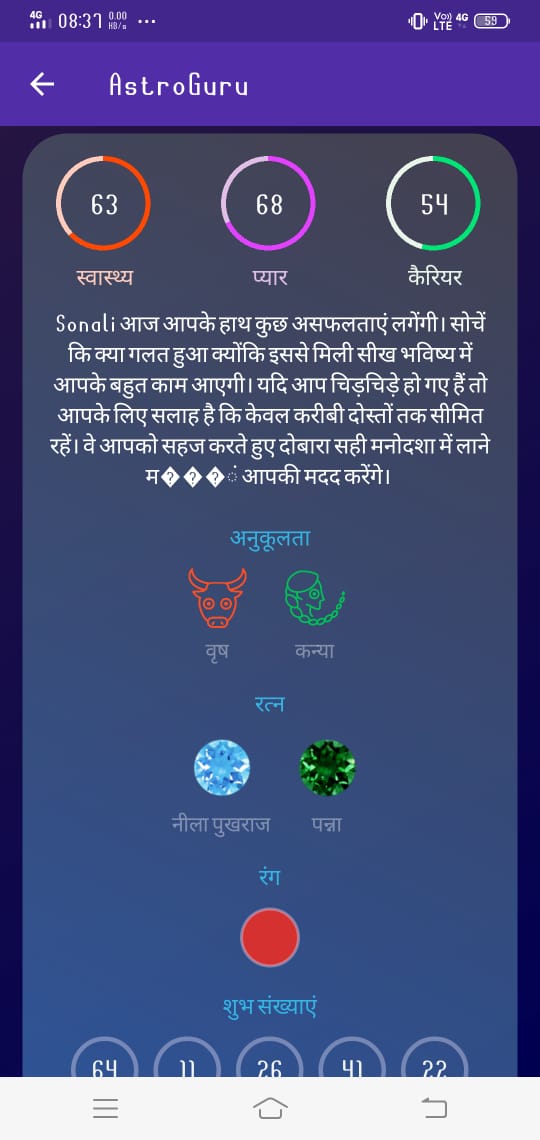 4G 08:37 0.00 KB/s ... Vo) LTE 4G 59
AstroGuru
63 68 54
स्वास्थ्य प्यार कैरियर
Sonali आज आपके हाथ कुछ असफलताएं लगेंगी। सोचें
कि क्या गलत हुआ क्योंकि इससे मिली सीख भविष्य में
आपके बहुत काम आएगी। यदि आप चिड़चिड़े हो गए हैं तो
आपके लिए सलाह है कि केवल करीबी दोस्तों तक सीमित
रहें। वे आपको सहज करते हुए दोबारा सही मनोदशा में लाने
म���ं आपकी मदद करेंगे।
अनुकूलता
वृष कन्या
रत्न
नीला पुखराज पन्ना
रंग
शुभ संख्याएं
64 11 26 41 22